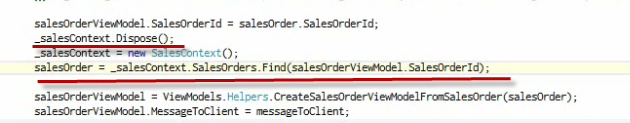 salesOrderViewModel.SalesOrderId = salesOrder.SalesOrderId;
_salesContext.Dispose();
_salesContext = new SalesContext();
salesOrder = _salesContext.SalesOrders.Find(salesOrderViewModel.SalesOrderId);
salesOrderViewModel = ViewModels.Helpers.CreateSalesOrderViewModelFromSalesOrder(salesOrder);
salesOrderViewModel.MessageToClient = messageToClient;